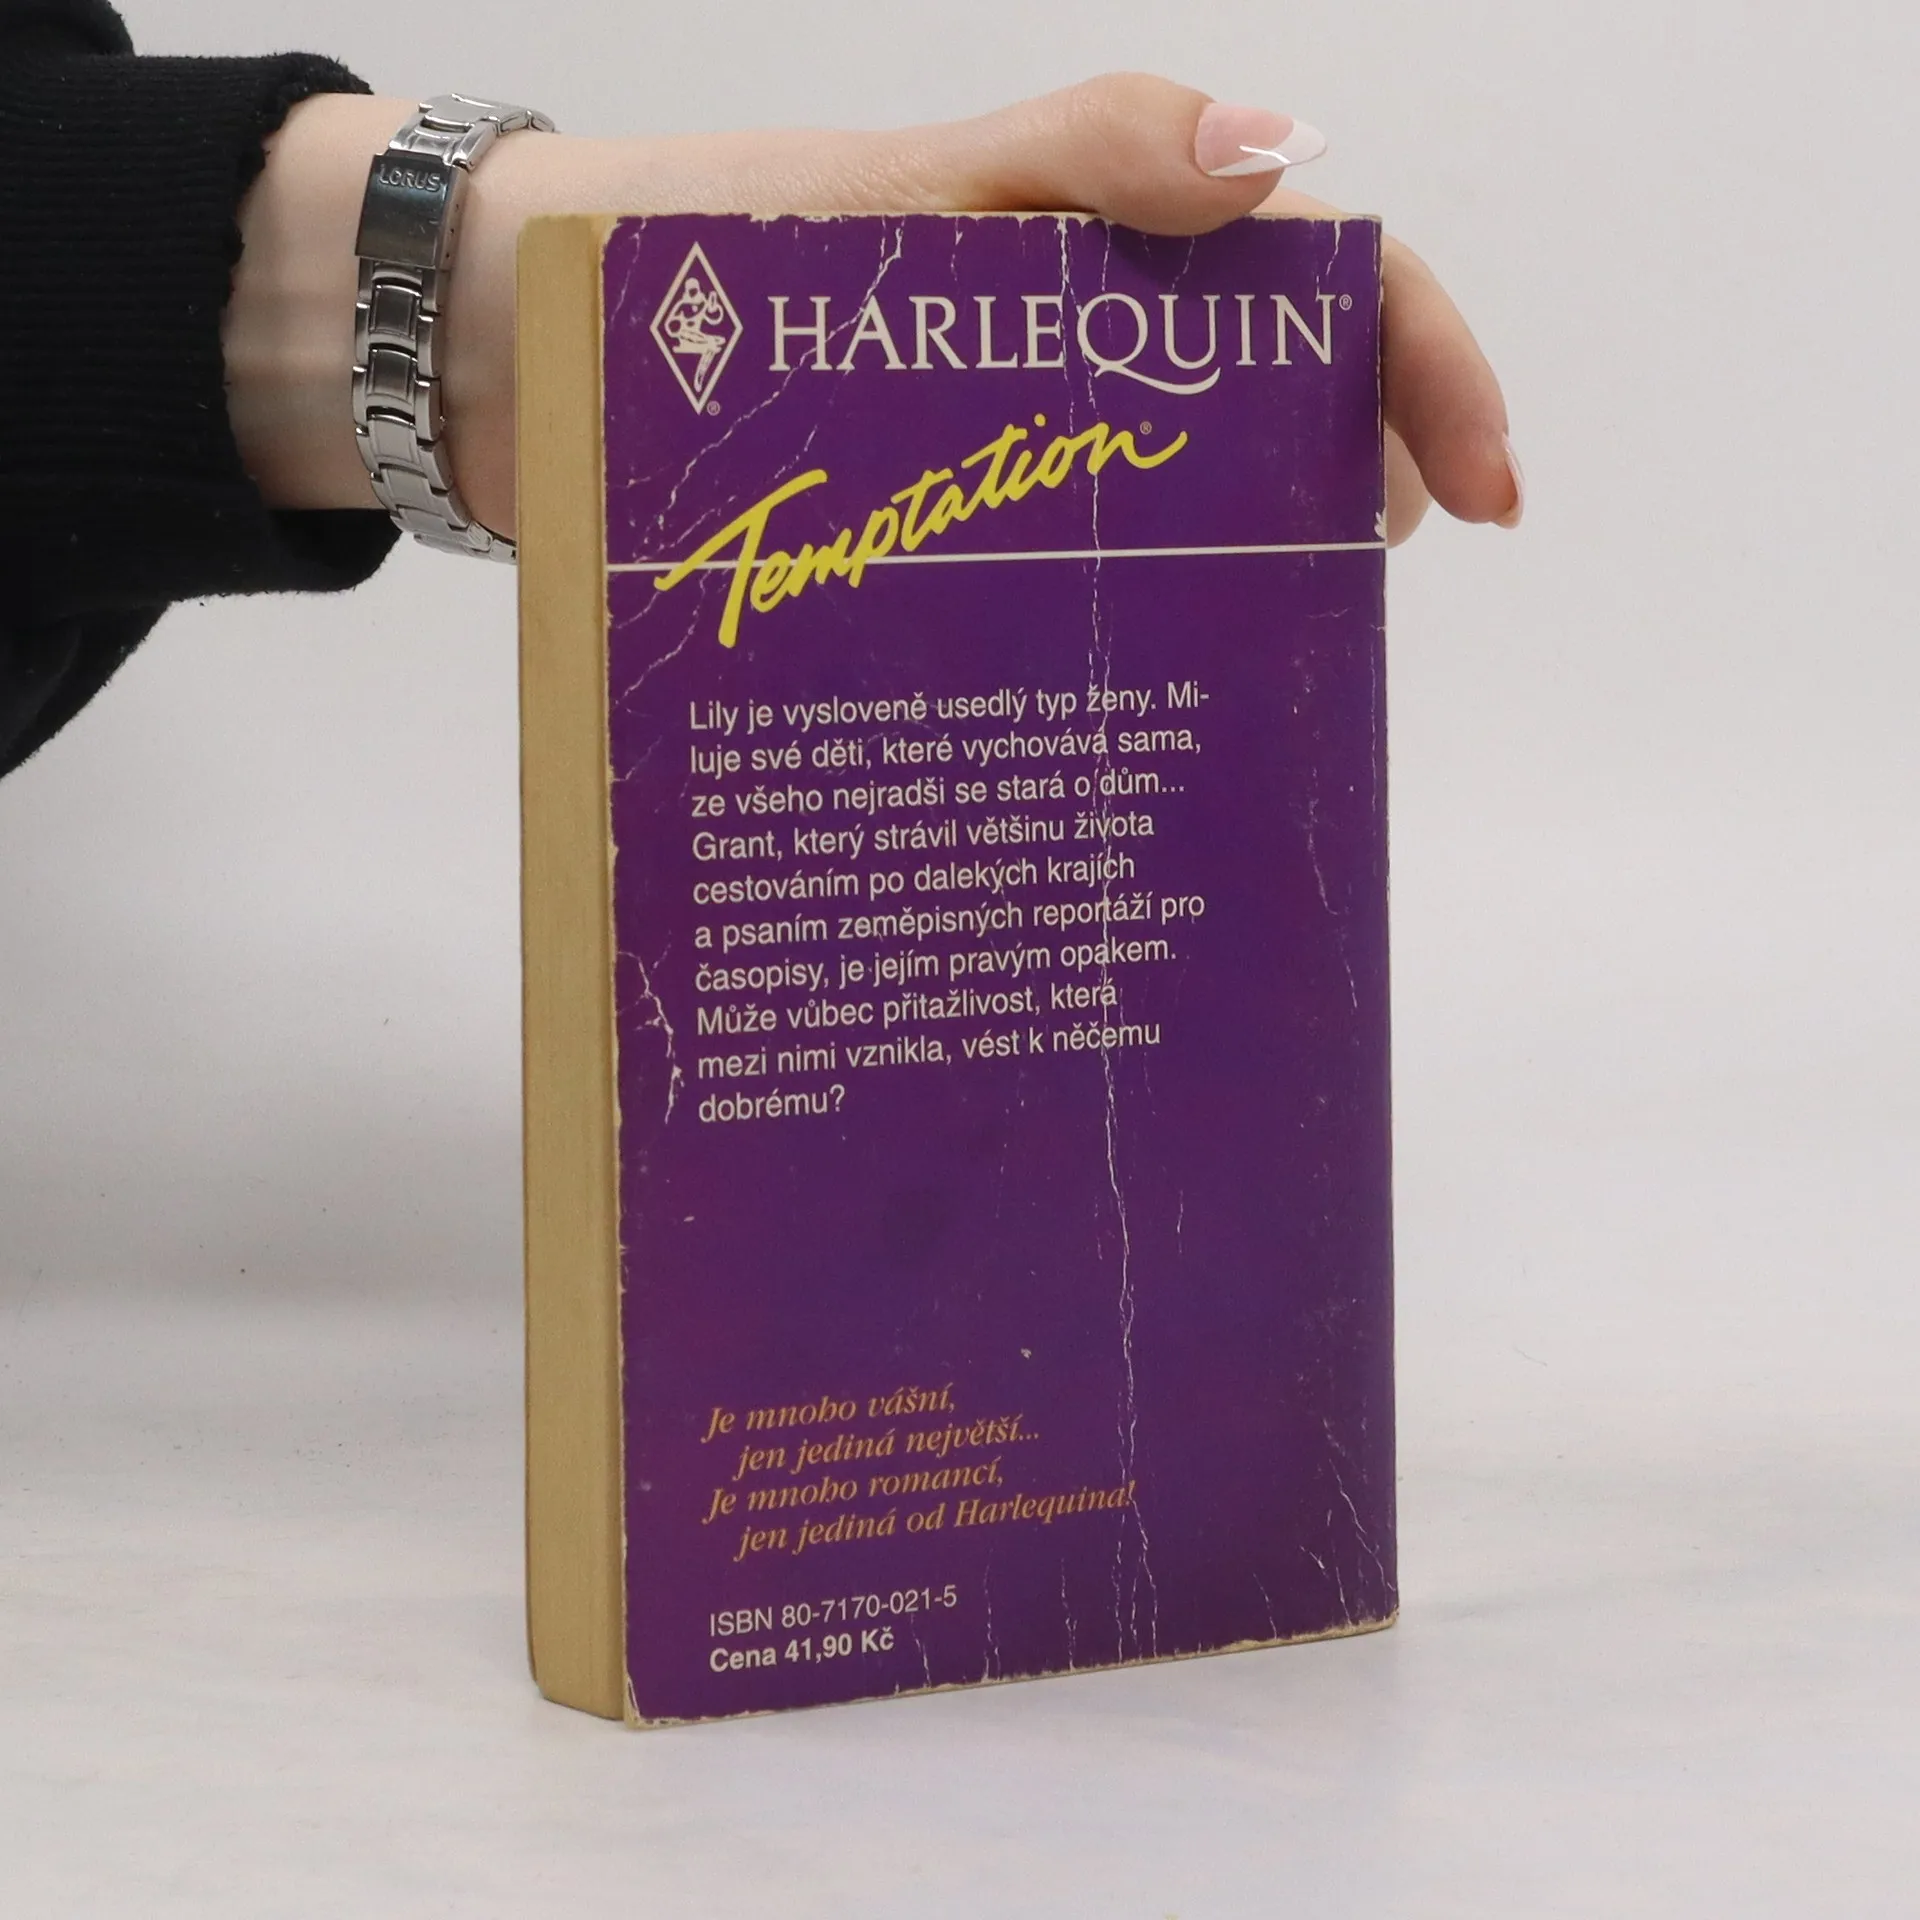 LORUS
HARLEQUIN®
®
Temptation®
Lily je vysloveně usedlý typ ženy. Mi-
luje své děti, které vychovává sama,
ze všeho nejradši se stará o dům...
Grant, který strávil většinu života
cestováním po dalekých krajích
a psaním zeměpisných reportáží pro
časopisy, je jejím pravým opakem.
Může vůbec přitažlivost, která
mezi nimi vznikla, vést k něčemu
dobrému?
Je mnoho vášní,
jen jediná největší...
Je mnoho romancí,
jen jediná od Harlequina!
ISBN 80-7170-021-5
Cena 41,90 Kč